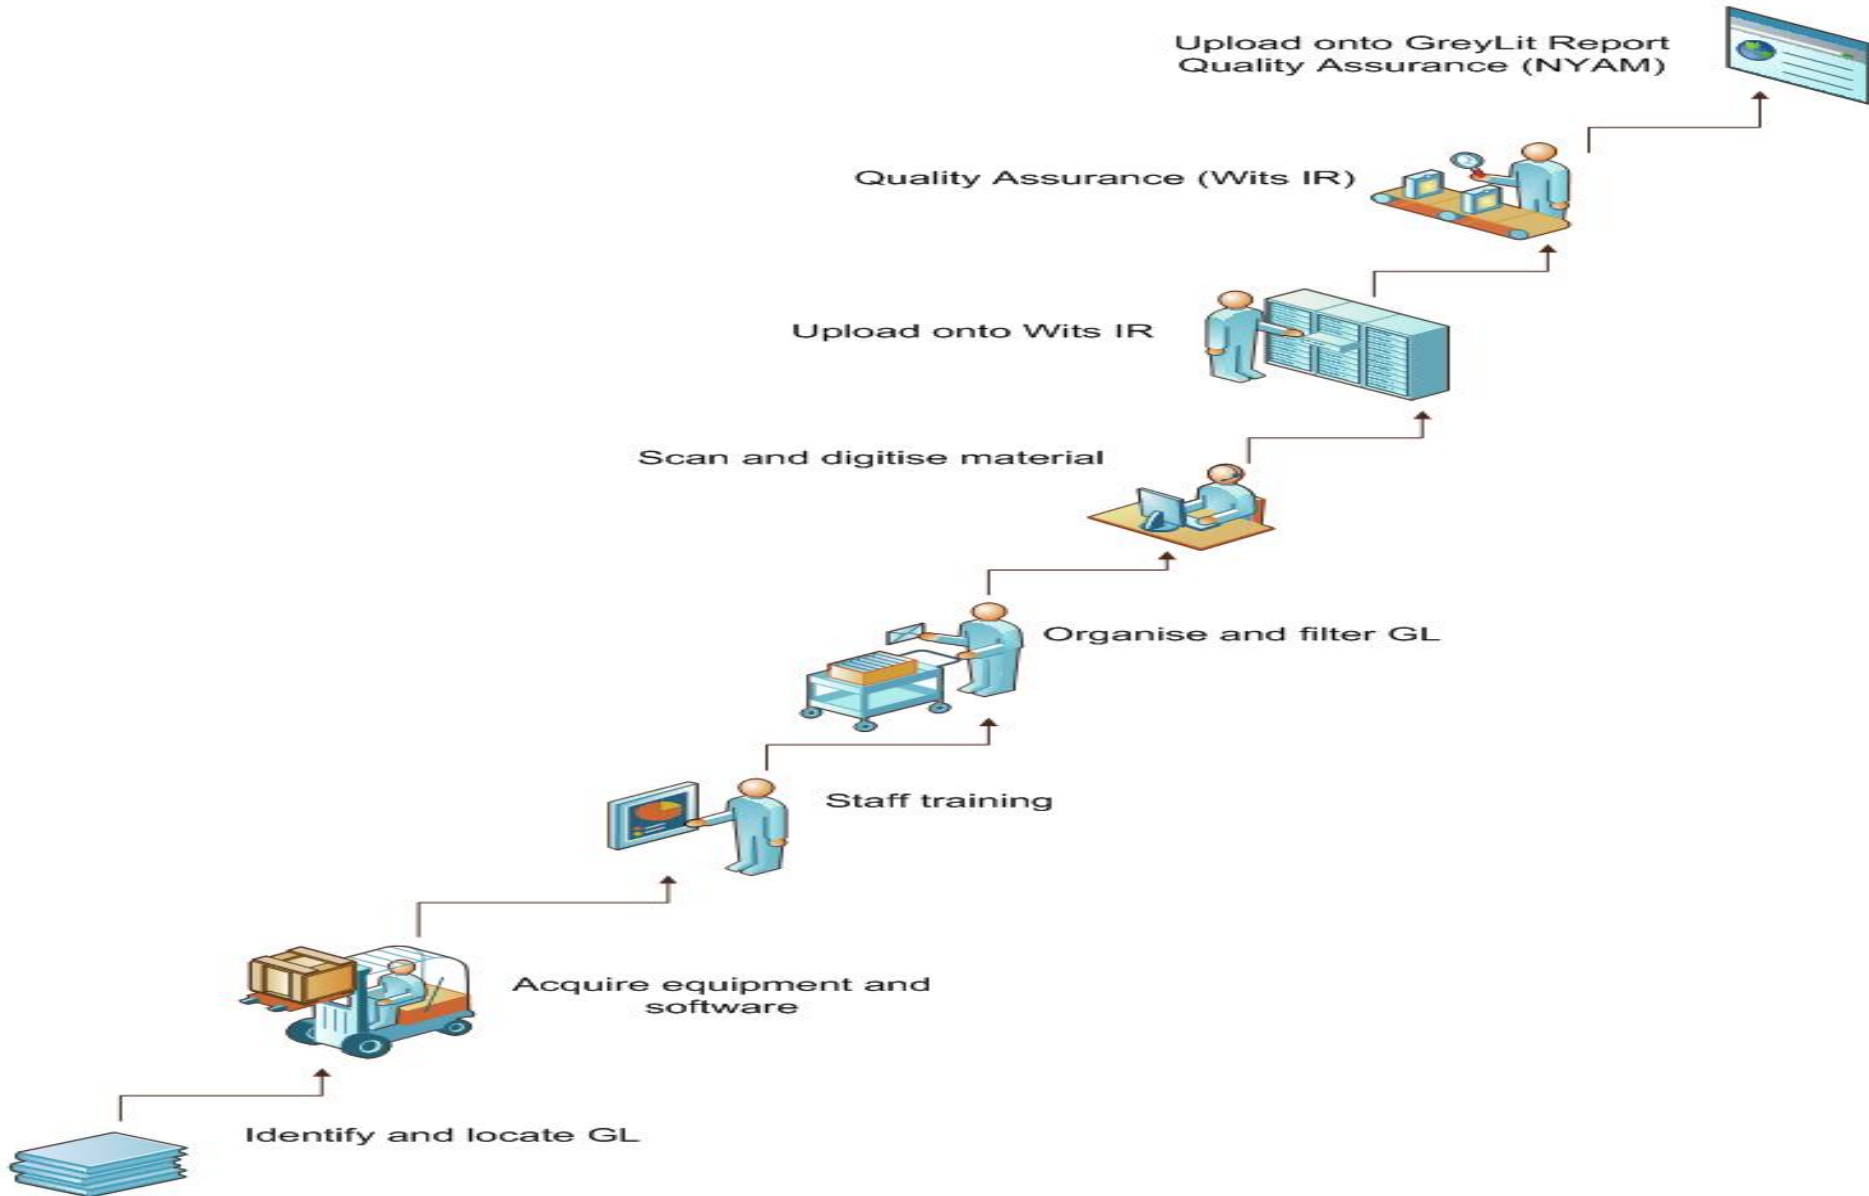 Upload onto GreyLit Report
Quality Assurance (NYAM)
Quality Assurance (Wits IR)
Upload onto Wits IR
Scan and digitise material
Organise and filter GL
Staff training
Acquire equipment and
software
Identify and locate GL